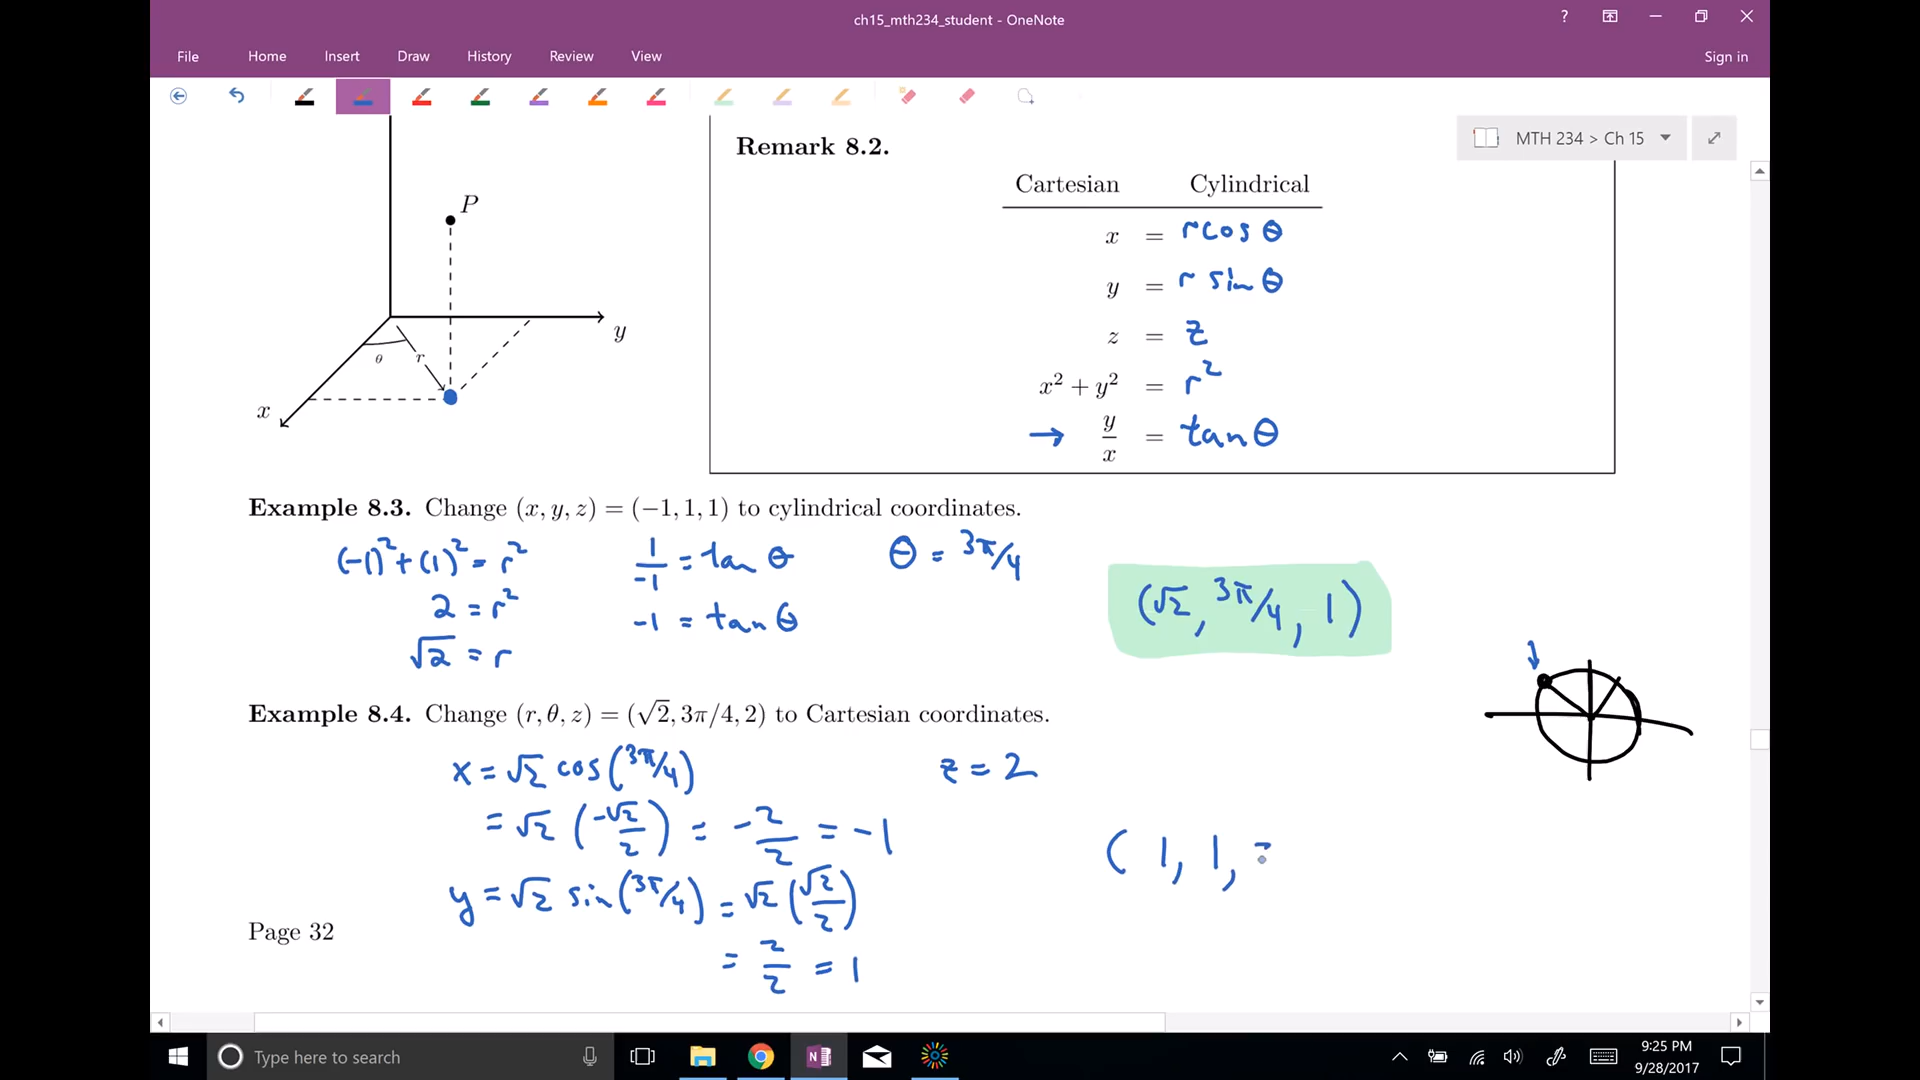 ch15_mth234_student - OneNote
?
File Home Insert Draw History Review View Sign in
MTH 234 > Ch 15
Remark 8.2.
Cartesian Cylindrical
x = r cos θ
y = r sin θ
z = z
x² + y² = r²
→ y/x = tan θ
P
y
θ r
x
Example 8.3. Change (x, y, z) = (−1, 1, 1) to cylindrical coordinates.
(-1)² + (1)² = r²
2 = r²
√2 = r
1/-1 = tan θ
-1 = tan θ
θ = 3π/4
(√2, 3π/4, 1)
Example 8.4. Change (r, θ, z) = (√2, 3π/4, 2) to Cartesian coordinates.
x = √2 cos(3π/4)
= √2 (-√2/2) = -2/2 = -1
y = √2 sin(3π/4) = √2 (√2/2)
= 2/2 = 1
z = 2
( 1, 1,
Page 32
Type here to search
9:25 PM
9/28/2017